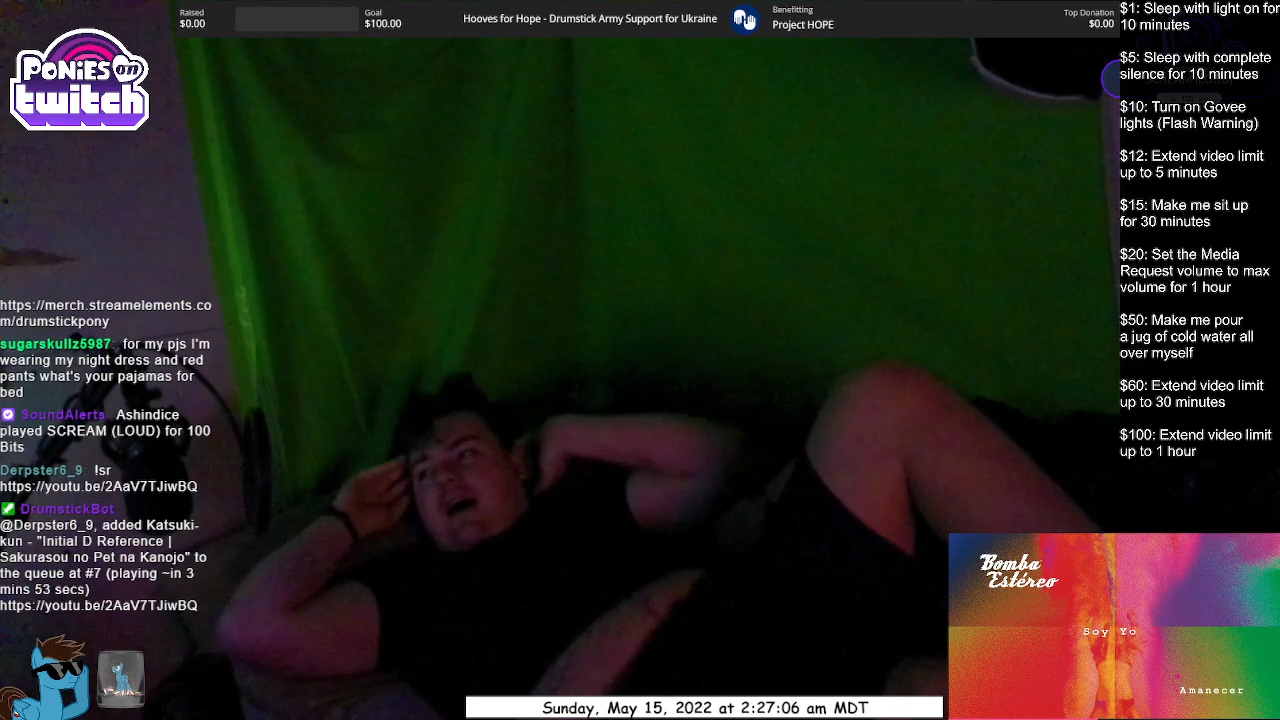 Raised
$0.00
Goal
$100.00
Hooves for Hope - Drumstick Army Support for Ukraine
Benefitting
Project HOPE
Top Donation
$0.00
PONiES on
twitch
$1: Sleep with light on for
10 minutes
$5: Sleep with complete
silence for 10 minutes
$10: Turn on Govee
lights (Flash Warning)
$12: Extend video limit
up to 5 minutes
$15: Make me sit up
for 30 minutes
$20: Set the Media
Request volume to max
volume for 1 hour
$50: Make me pour
a jug of cold water all
over myself
$60: Extend video limit
up to 30 minutes
$100: Extend video limit
up to 1 hour
https://merch.streamelements.co
m/drumstickpony
sugarskullz5987: for my pjs I'm
wearing my night dress and red
pants what's your pajamas for
bed
SoundAlerts: Ashindice
played SCREAM (LOUD) for 100
Bits
Derpster6_9: !sr
https://youtu.be/2AaV7TJiwBQ
DrumstickBot:
@Derpster6_9, added Katsuki-
kun - "Initial D Reference |
Sakurasou no Pet na Kanojo" to
the queue at #7 (playing ~in 3
mins 53 secs)
https://youtu.be/2AaV7TJiwBQ
Bomba
Estéreo
Soy Yo
Amanecer
Sunday, May 15, 2022 at 2:27:06 am MDT